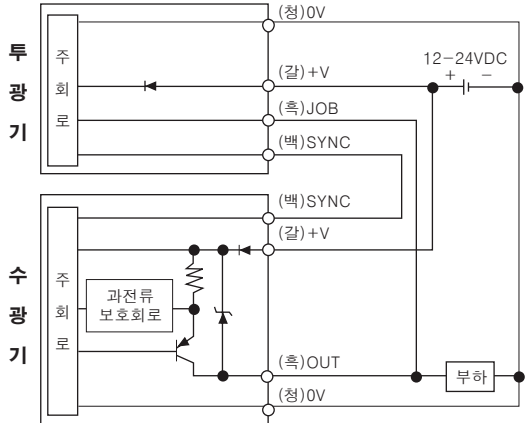 투광기
주회로
(청)0V
(갈)+V
12-24VDC
+ -
(흑)JOB
(백)SYNC
수광기
주회로
(백)SYNC
(갈)+V
과전류
보호회로
(흑)OUT
부하
(청)0V